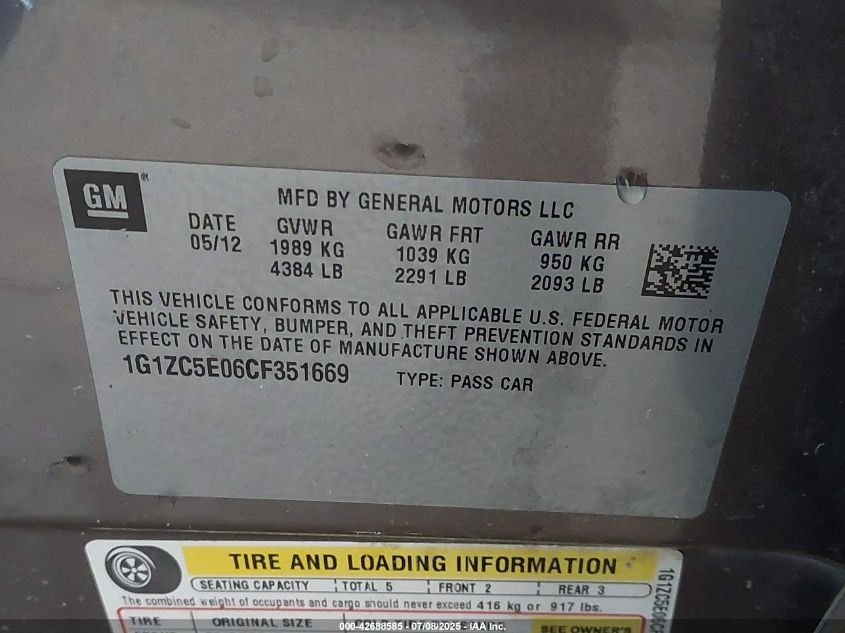 GM
MFD BY GENERAL MOTORS LLC
DATE GVWR GAWR FRT GAWR RR
05/12 1989 KG 1039 KG 950 KG
4384 LB 2291 LB 2093 LB
THIS VEHICLE CONFORMS TO ALL APPLICABLE U.S. FEDERAL MOTOR
VEHICLE SAFETY, BUMPER, AND THEFT PREVENTION STANDARDS IN
EFFECT ON THE DATE OF MANUFACTURE SHOWN ABOVE.
1G1ZC5E06CF351669 TYPE: PASS CAR
TIRE AND LOADING INFORMATION
SEATING CAPACITY TOTAL 5 FRONT 2 REAR 3
The combined weight of occupants and cargo should never exceed 416 kg or 917 lbs.
TIRE ORIGINAL SIZE
SEE OWNER'S
1G1ZC5E06C
000-42688585 - 07/08/2025 - IAA Inc.